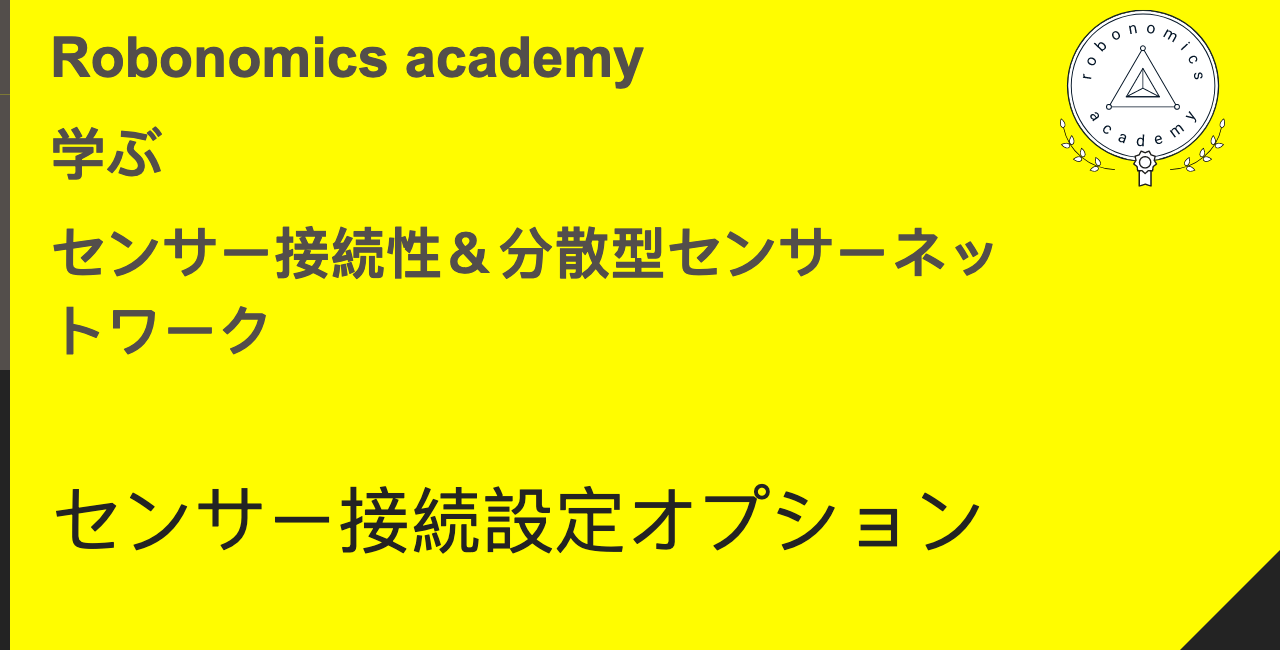 Robonomics academy
robonomics
academy
学ぶ
センサー接続性＆分散型センサーネッ
トワーク
センサー接続設定オプション